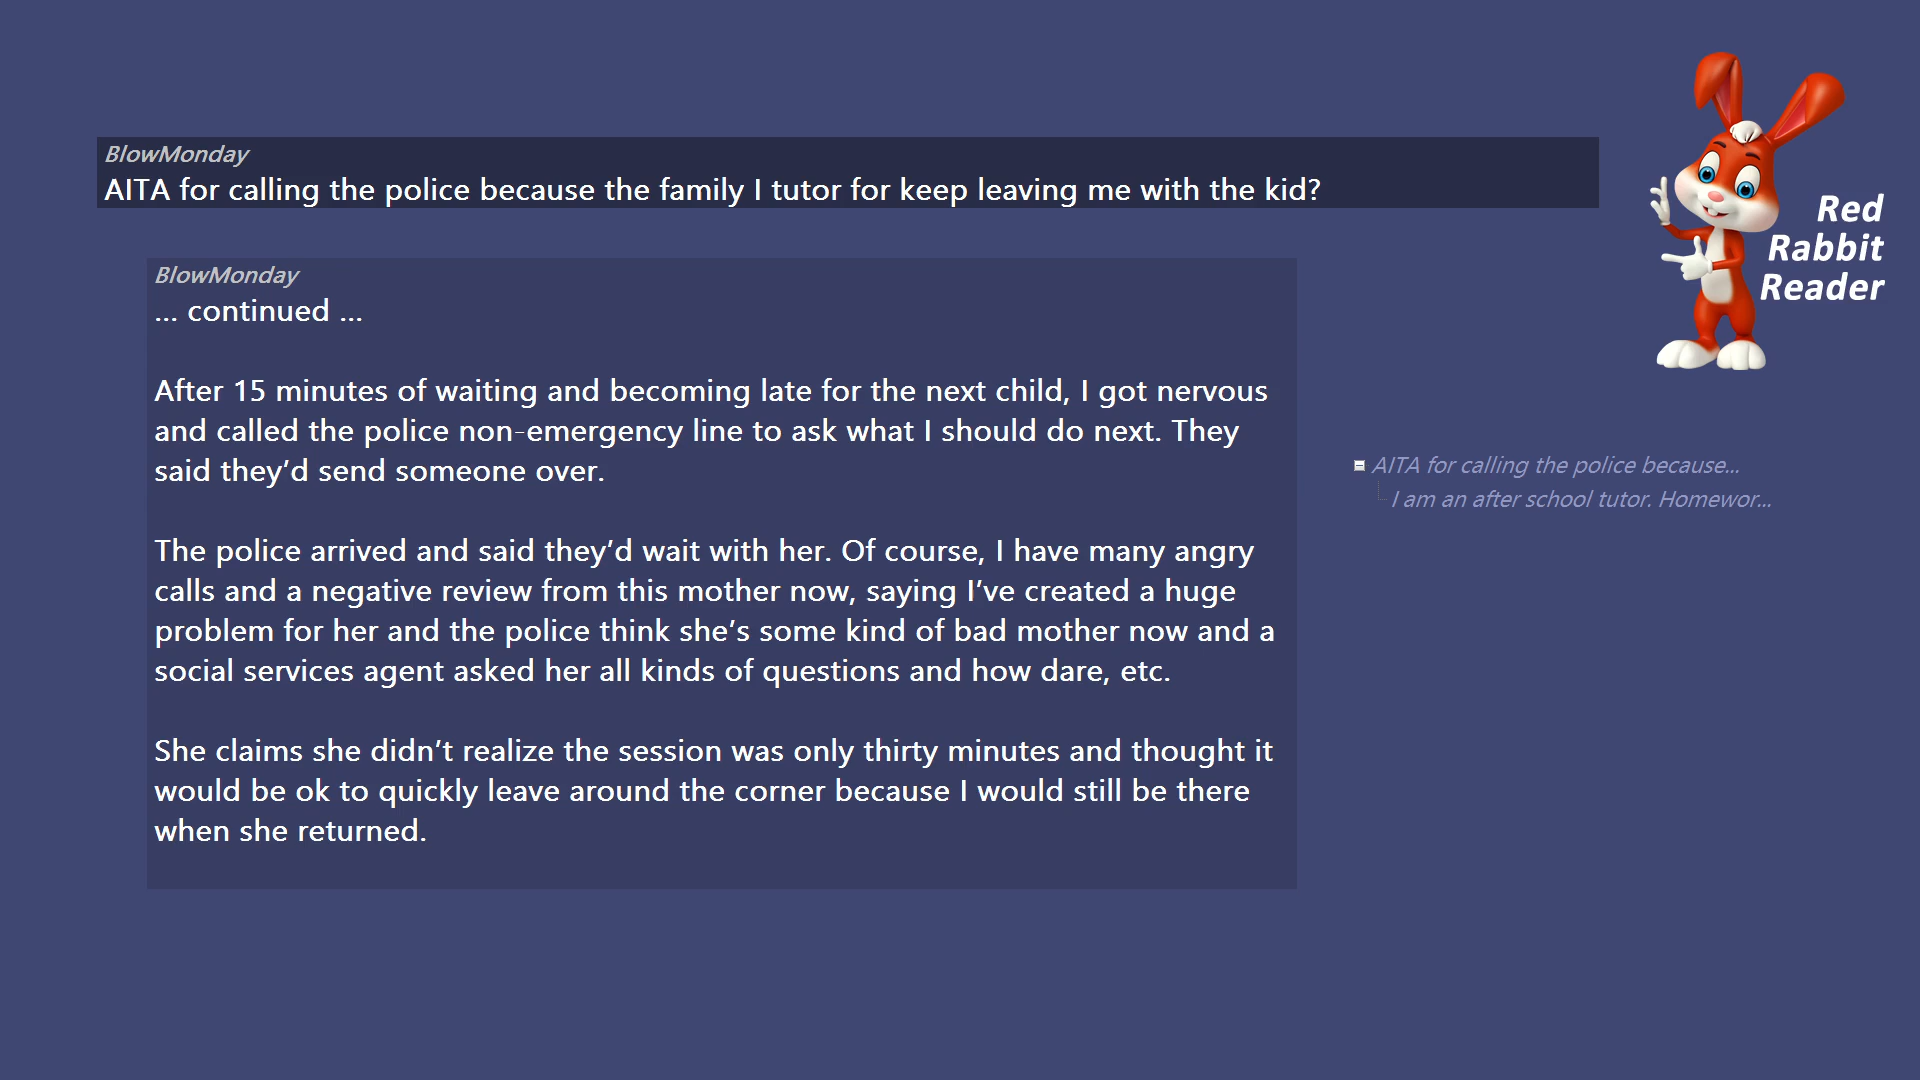 BlowMonday
AITA for calling the police because the family I tutor for keep leaving me with the kid?
Red
Rabbit
Reader
BlowMonday
... continued ...
After 15 minutes of waiting and becoming late for the next child, I got nervous
and called the police non-emergency line to ask what I should do next. They
said they’d send someone over.
The police arrived and said they’d wait with her. Of course, I have many angry
calls and a negative review from this mother now, saying I’ve created a huge
problem for her and the police think she’s some kind of bad mother now and a
social services agent asked her all kinds of questions and how dare, etc.
She claims she didn’t realize the session was only thirty minutes and thought it
would be ok to quickly leave around the corner because I would still be there
when she returned.
AITA for calling the police because...
I am an after school tutor. Homewor...